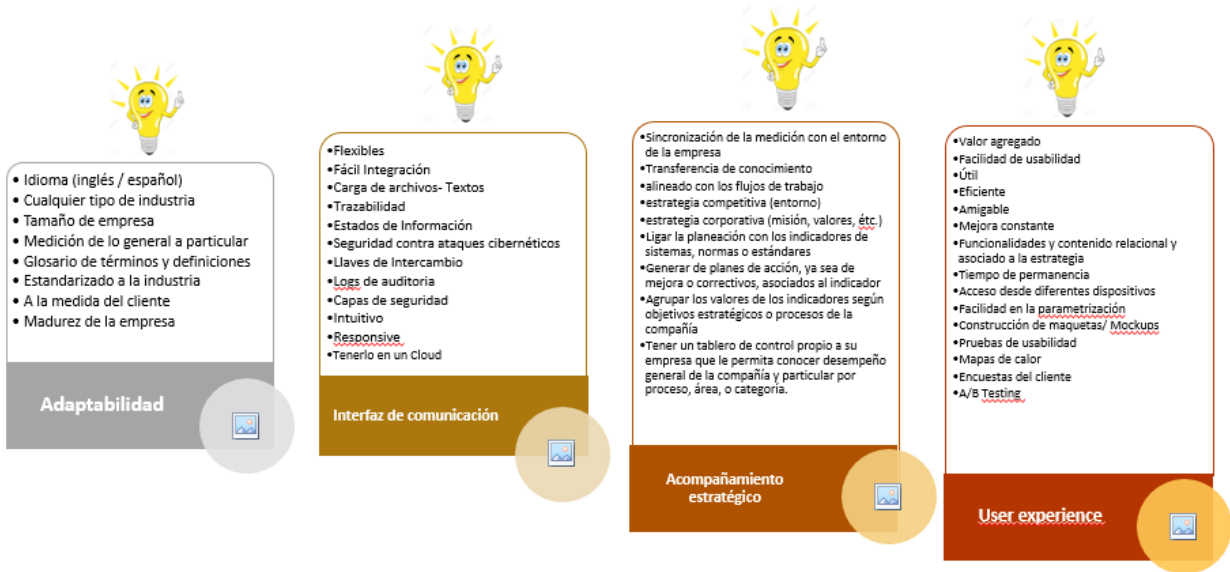 • Idioma (inglés / español)
• Cualquier tipo de industria
• Tamaño de empresa
• Medición de lo general a particular
• Glosario de términos y definiciones
• Estandarizado a la industria
• A la medida del cliente
• Madurez de la empresa
Adaptabilidad
•Flexibles
•Fácil Integración
•Carga de archivos- Textos
•Trazabilidad
•Estados de Información
•Seguridad contra ataques cibernéticos
•Llaves de Intercambio
•Logs de auditoria
•Capas de seguridad
•Intuitivo
•Responsive
•Tenerlo en un Cloud
Interfaz de comunicación
•Sincronización de la medición con el entorno
de la empresa
•Transferencia de conocimiento
•alineado con los flujos de trabajo
•estrategia competitiva (entorno)
•estrategia corporativa (misión, valores, étc.)
•Ligar la planeación con los indicadores de
sistemas, normas o estándares
•Generar de planes de acción, ya sea de
mejora o correctivos, asociados al indicador
•Agrupar los valores de los indicadores según
objetivos estratégicos o procesos de la
compañía
•Tener un tablero de control propio a su
empresa que le permita conocer desempeño
general de la compañía y particular por
proceso, área, o categoría.
Acompañamiento
estratégico
•Valor agregado
•Facilidad de usabilidad
•Útil
•Eficiente
•Amigable
•Mejora constante
•Funcionalidades y contenido relacional y
asociado a la estrategia
•Tiempo de permanencia
•Acceso desde diferentes dispositivos
•Facilidad en la parametrización
•Construcción de maquetas/ Mockups
•Pruebas de usabilidad
•Mapas de calor
•Encuestas del cliente
•A/B Testing
User experience